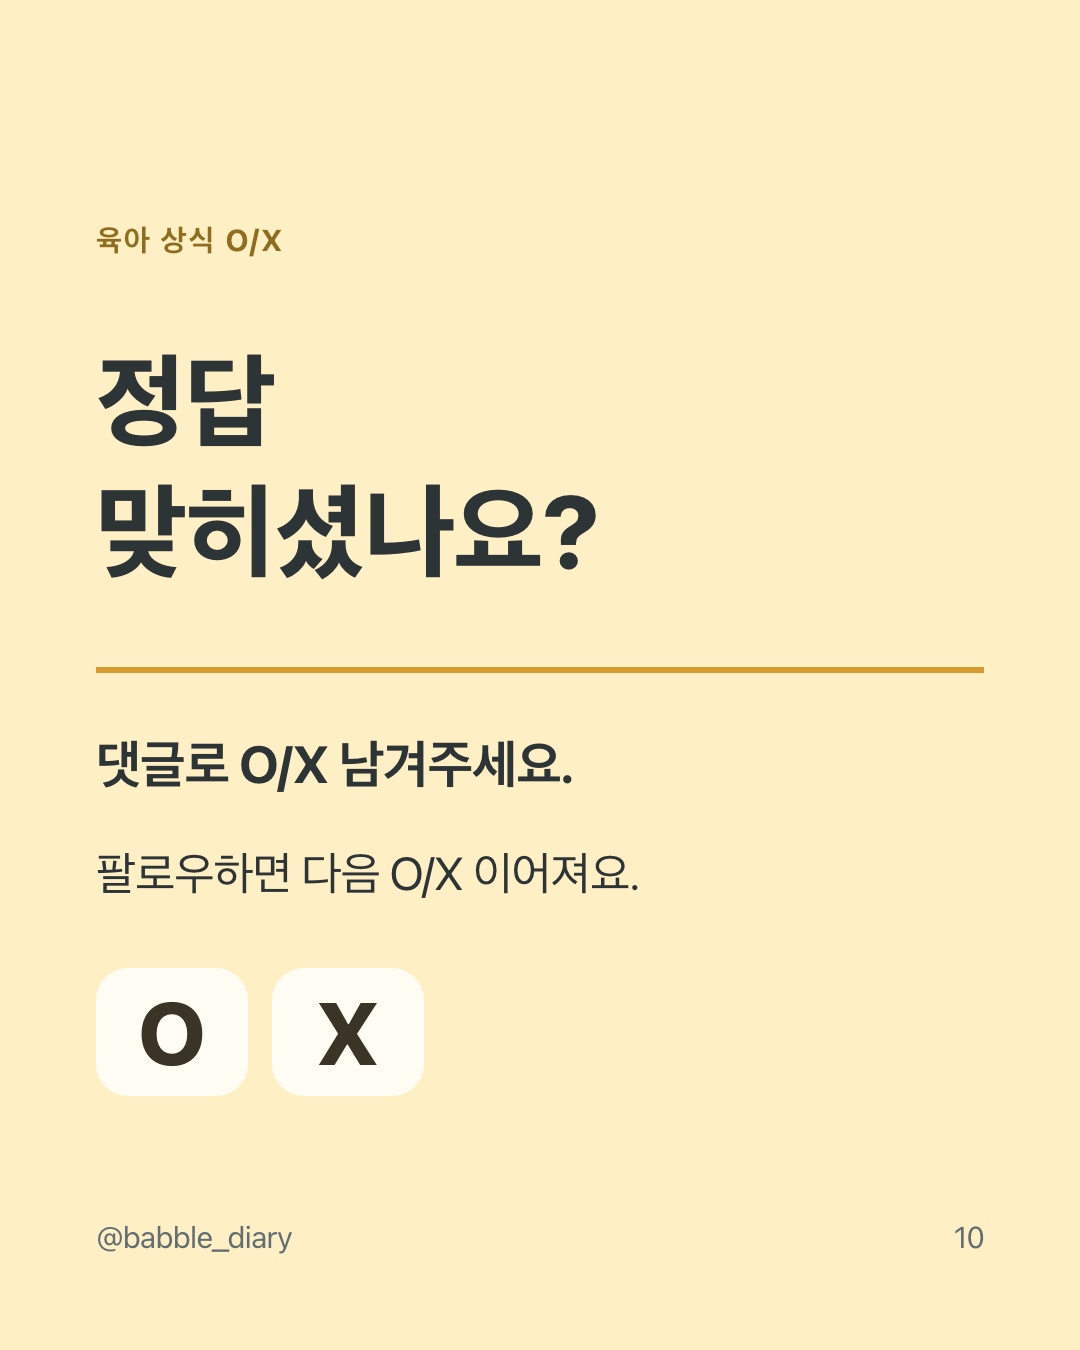 육아 상식 O/X
정답
맞히셨나요?
댓글로 O/X 남겨주세요.
팔로우하면 다음 O/X 이어져요.
O X
@babble_diary
10